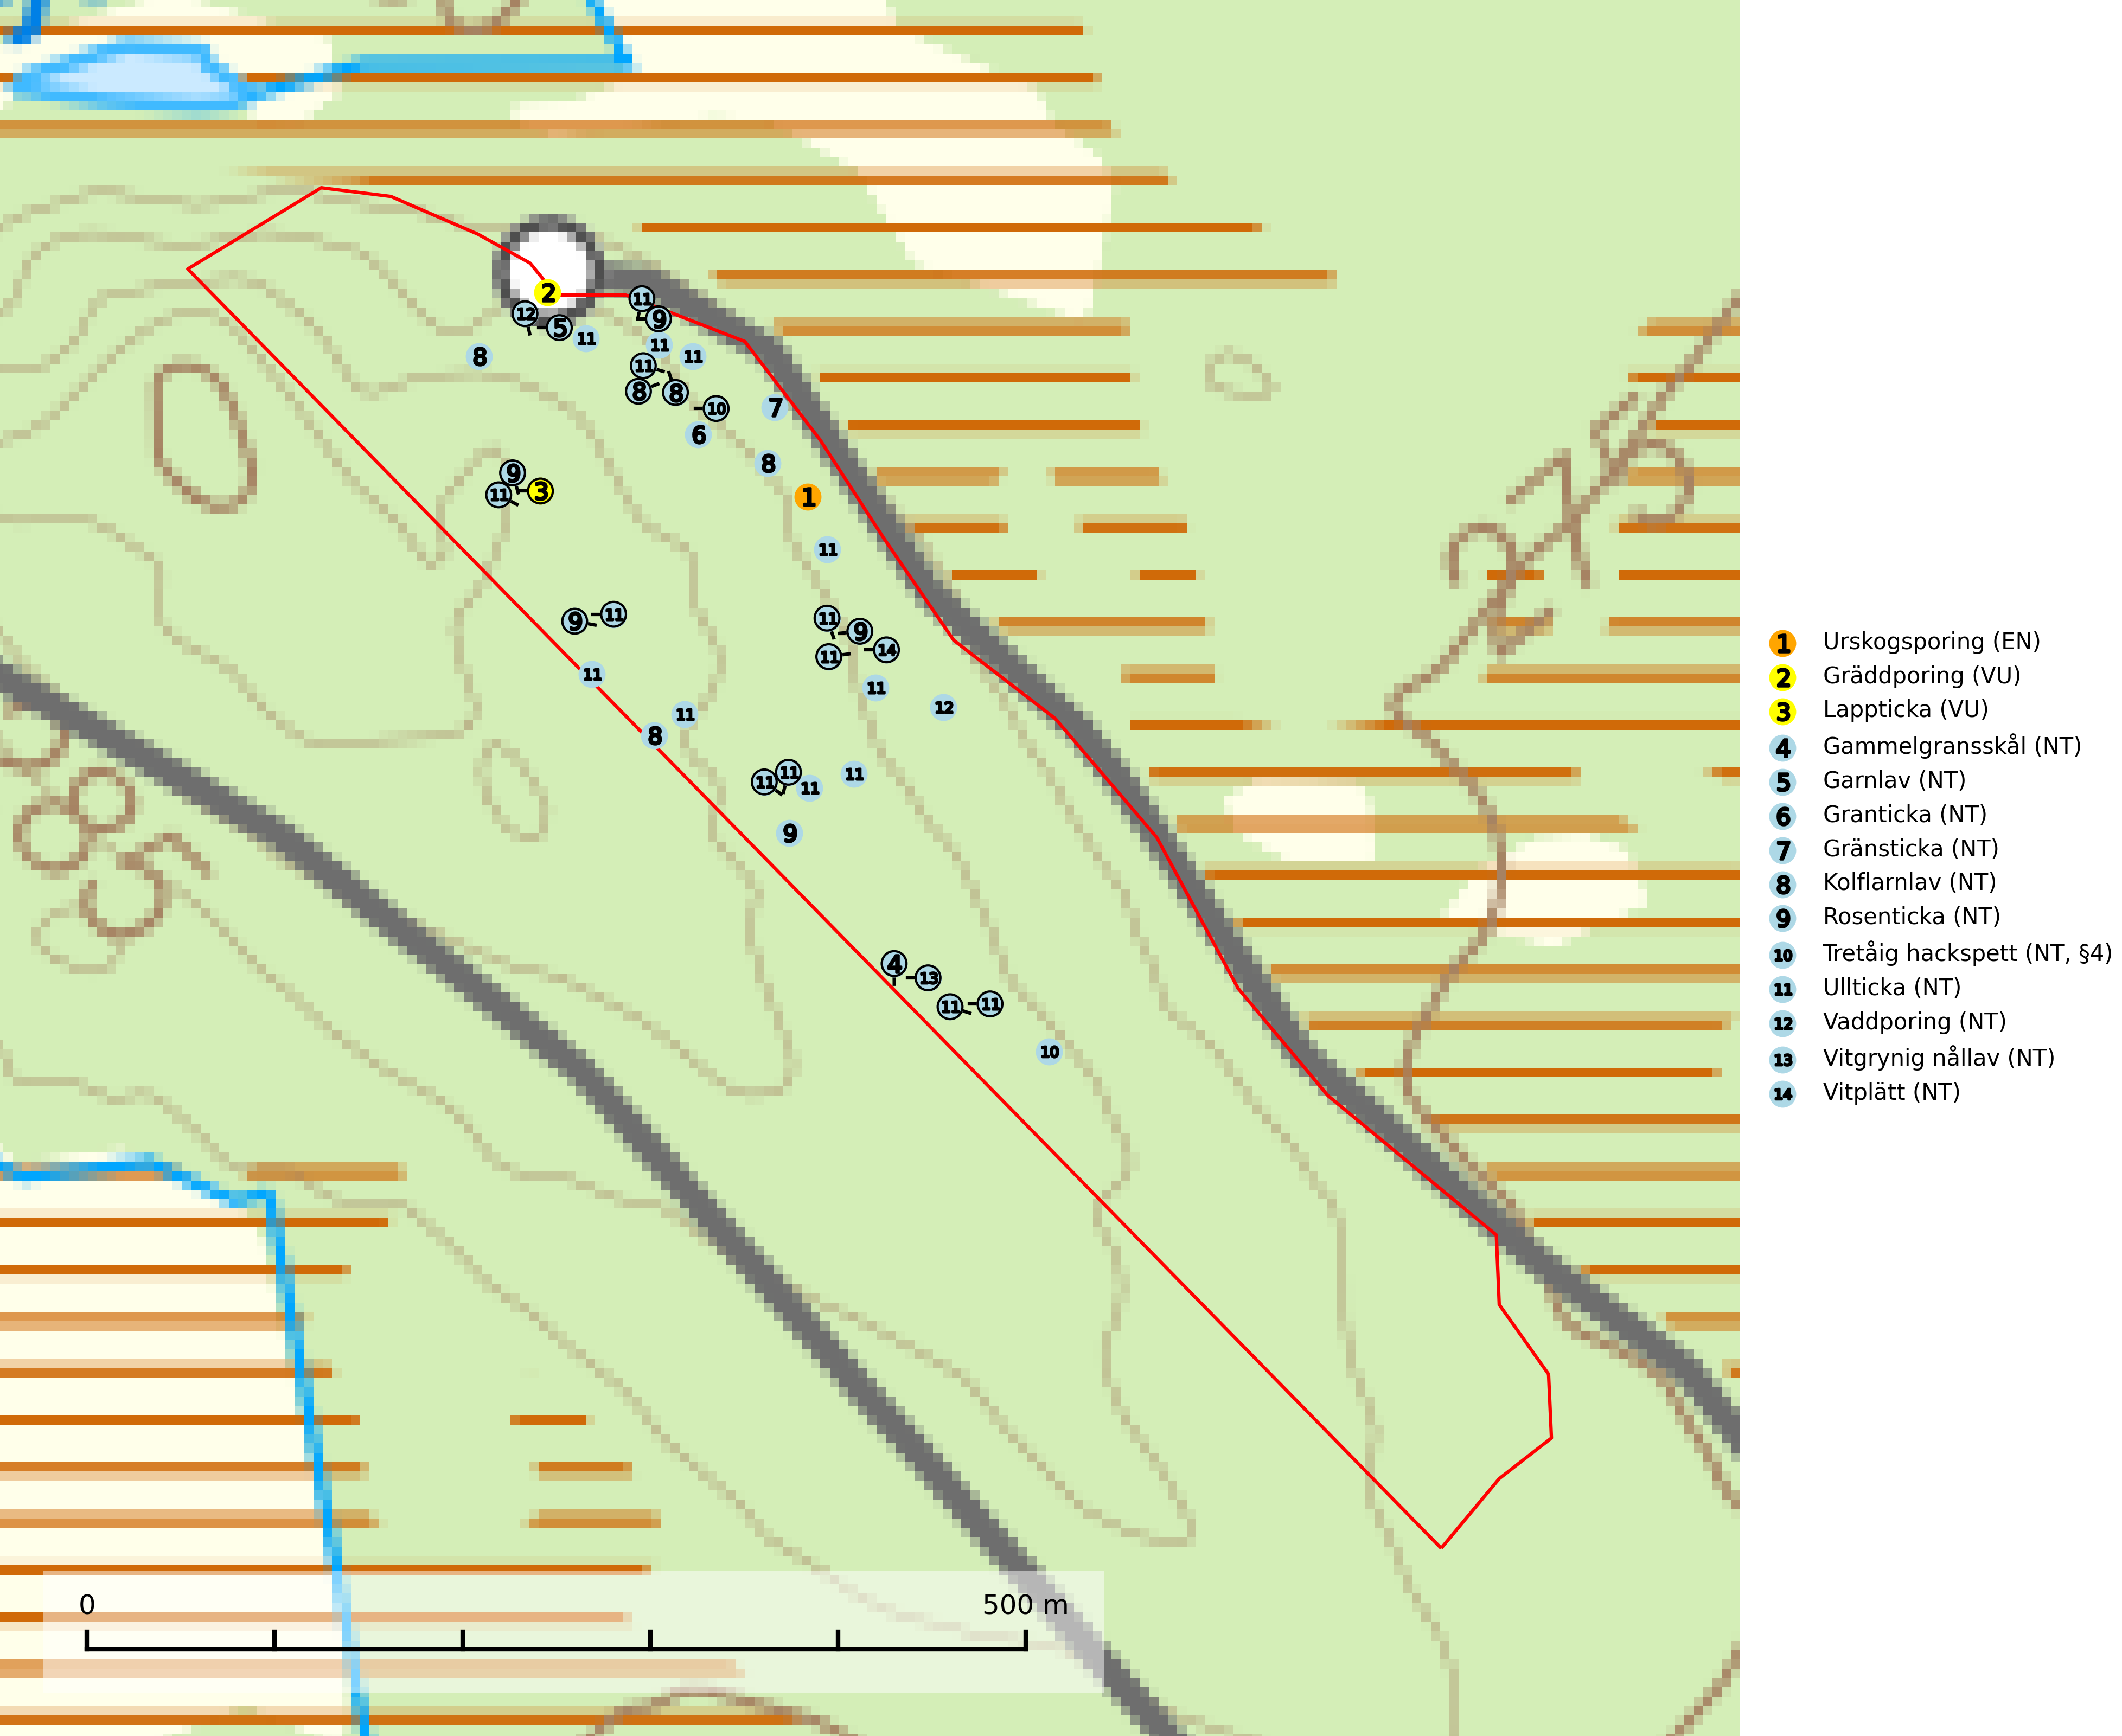 2
11
12
5
9
11
11
11
8
11
8
8
10
7
6
8
9
11
3
1
11
9
11
11
9
11
14
11
11
12
11
8
11
11
11
11
9
4
13
11
11
10
1 Urskogsporing (EN)
2 Gräddporing (VU)
3 Lappticka (VU)
4 Gammelgransskål (NT)
5 Garnlav (NT)
6 Granticka (NT)
7 Gränsticka (NT)
8 Kolflarnlav (NT)
9 Rosenticka (NT)
10 Tretåig hackspett (NT, §4)
11 Ullticka (NT)
12 Vaddporing (NT)
13 Vitgrynig nållav (NT)
14 Vitplätt (NT)
0 500 m